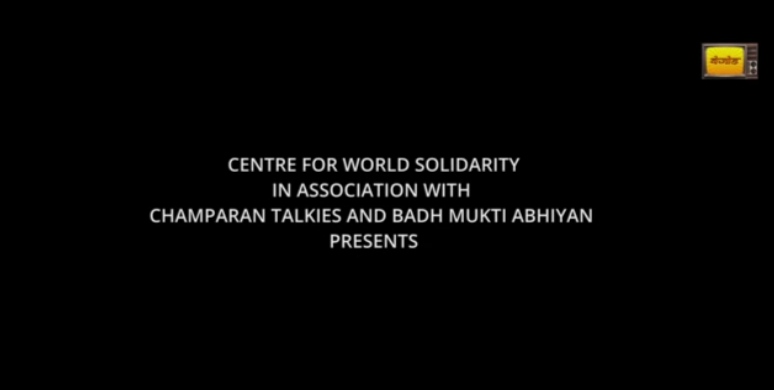 बेजोड़
CENTRE FOR WORLD SOLIDARITY
IN ASSOCIATION WITH
CHAMPARAN TALKIES AND BADH MUKTI ABHIYAN
PRESENTS